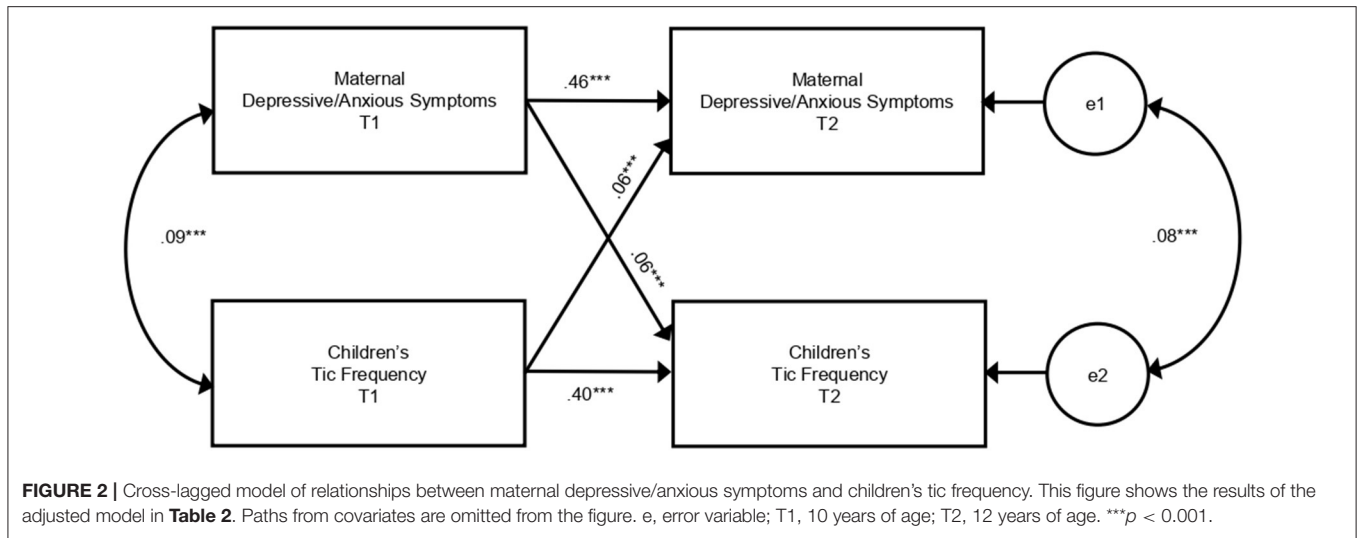 Maternal
Depressive/Anxious Symptoms
T1
.46***
Maternal
Depressive/Anxious Symptoms
T2
e1
.09***
.06***
.06***
.08***
Children's
Tic Frequency
T1
.40***
Children's
Tic Frequency
T2
e2
FIGURE 2 | Cross-lagged model of relationships between maternal depressive/anxious symptoms and children's tic frequency. This figure shows the results of the
adjusted model in Table 2. Paths from covariates are omitted from the figure. e, error variable; T1, 10 years of age; T2, 12 years of age. ***p < 0.001.